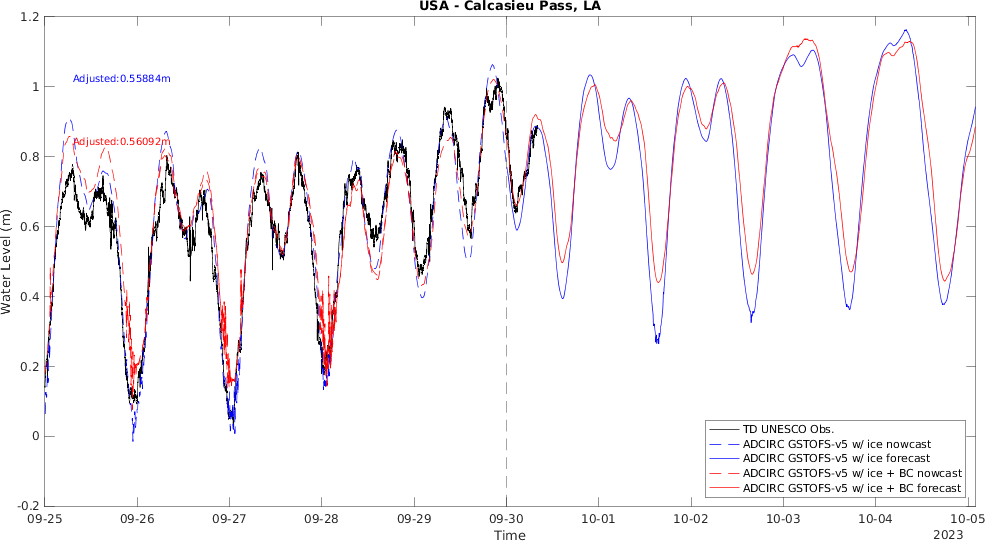 USA - Calcasieu Pass, LA
1.2
1
0.8
0.6
0.4
0.2
0
-0.2
Water Level (m)
Adjusted:0.55884m
Adjusted:0.56092m
TD UNESCO Obs.
ADCIRC GSTOFS-v5 w/ ice nowcast
ADCIRC GSTOFS-v5 w/ ice forecast
ADCIRC GSTOFS-v5 w/ ice + BC nowcast
ADCIRC GSTOFS-v5 w/ ice + BC forecast
09-25 09-26 09-27 09-28 09-29 09-30 10-01 10-02 10-03 10-04 10-05
Time
2023